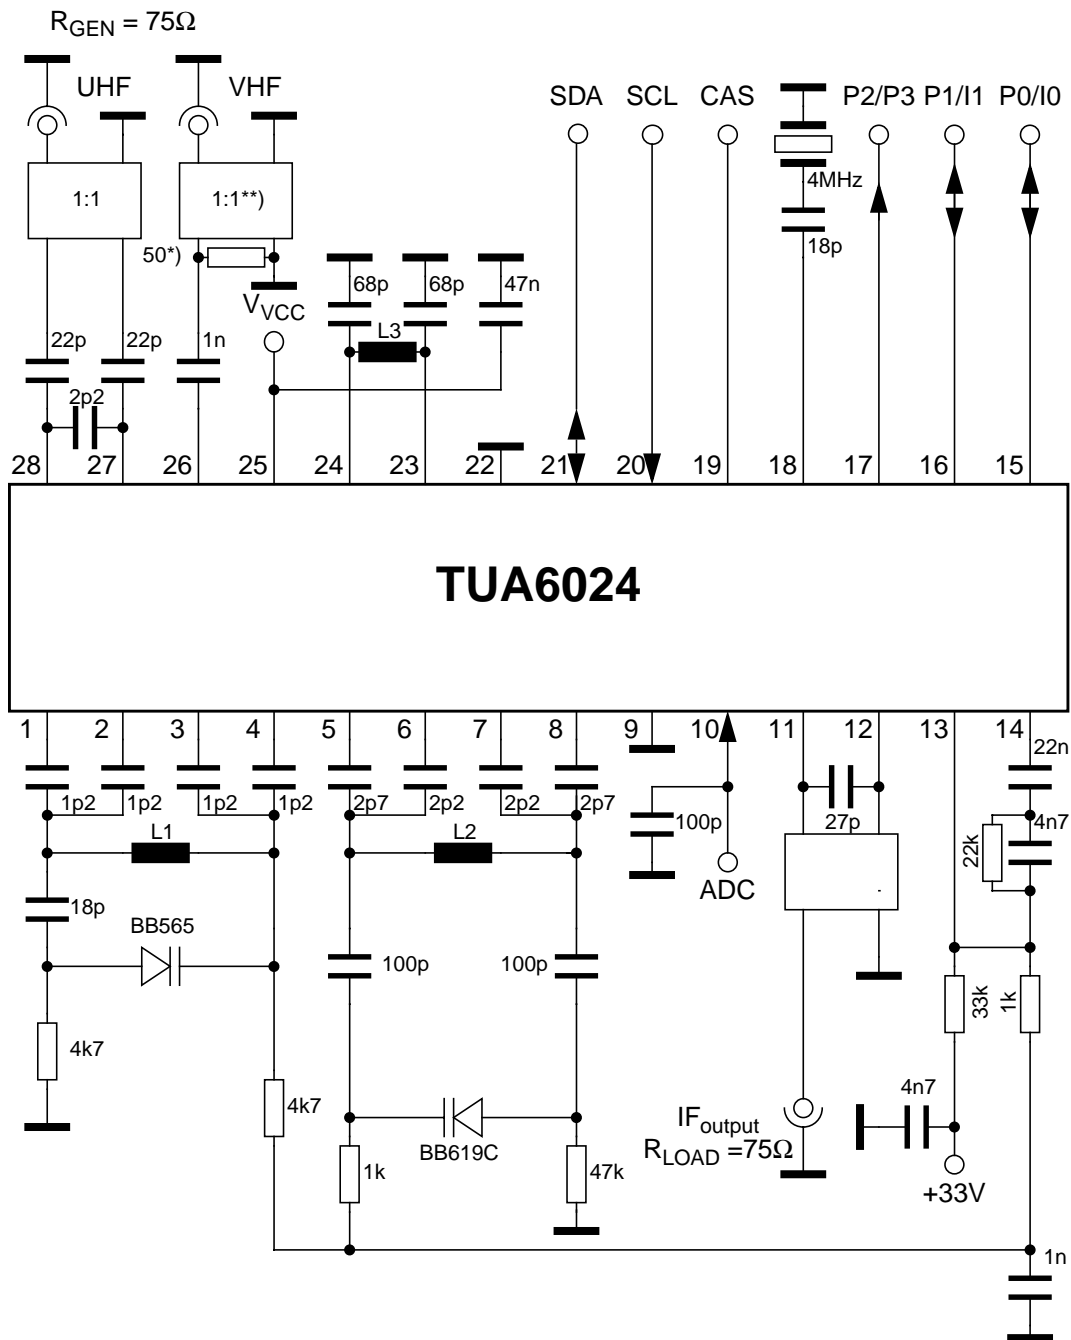 R_GEN = 75Ω
UHF VHF SDA SCL CAS P2/P3 P1/I1 P0/I0
1:1 1:1**) 4MHz
50*) 18p
68p 68p 47n
V_VCC
L3
22p 22p 1n
2p2
28 27 26 25 24 23 22 21 20 19 18 17 16 15
TUA6024
1 2 3 4 5 6 7 8 9 10 11 12 13 14
22n
1p2 1p2 1p2 1p2 2p7 2p2 2p2 2p7 100p 27p 4n7
L1 L2 22k
ADC
18p
BB565
100p 100p
33k 1k
4k7
4n7
4k7
IF_output
R_LOAD =75Ω
BB619C
1k 47k
+33V
1n